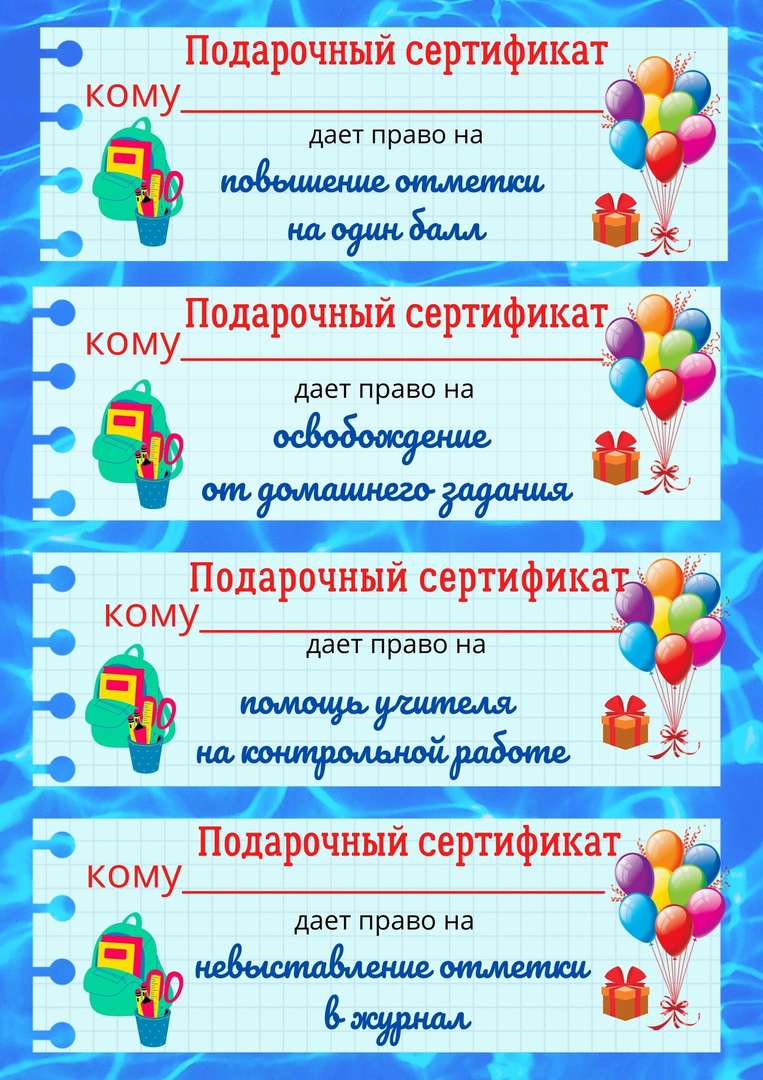 Подарочный сертификат
кому
дает право на
повышение отметки
на один балл
Подарочный сертификат
кому
дает право на
освобождение
от домашнего задания
Подарочный сертификат
кому
дает право на
помощь учителя
на контрольной работе
Подарочный сертификат
кому
дает право на
невыставление отметки
в журнал